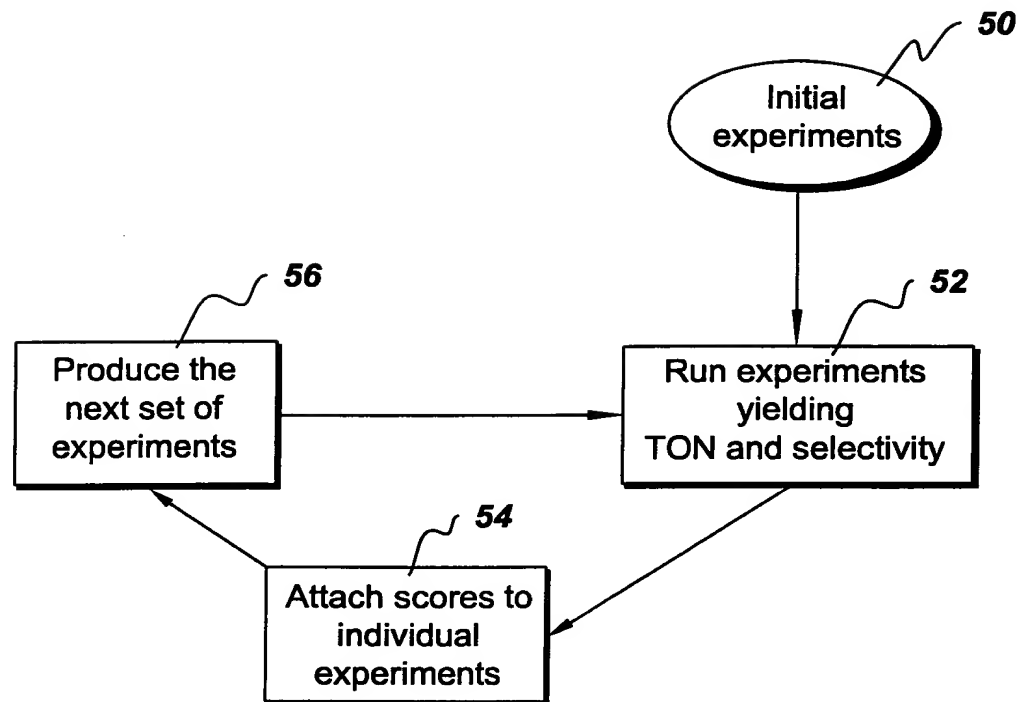 50
Initial
experiments
52
Run experiments
yielding
TON and selectivity
54
Attach scores to
individual
experiments
56
Produce the
next set of
experiments